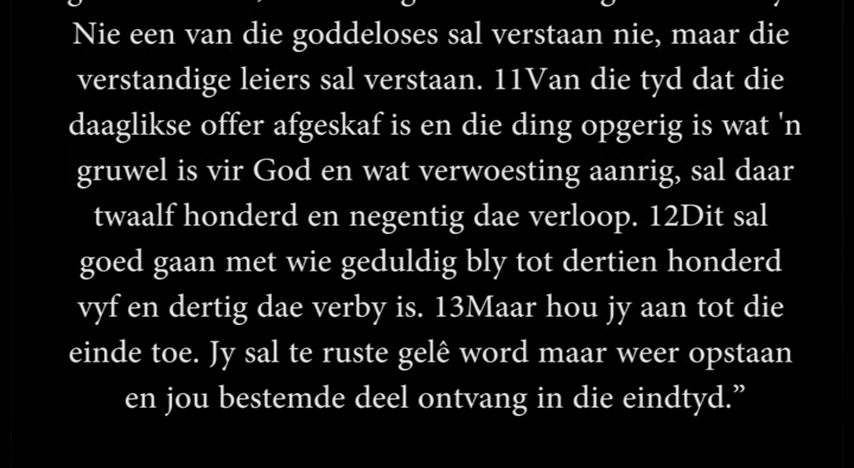 Nie een van die goddeloses sal verstaan nie, maar die
verstandige leiers sal verstaan. 11Van die tyd dat die
daaglikse offer afgeskaf is en die ding opgerig is wat 'n
gruwel is vir God en wat verwoesting aanrig, sal daar
twaalf honderd en negentig dae verloop. 12Dit sal
goed gaan met wie geduldig bly tot dertien honderd
vyf en dertig dae verby is. 13Maar hou jy aan tot die
einde toe. Jy sal te ruste gelê word maar weer opstaan
en jou bestemde deel ontvang in die eindtyd.”